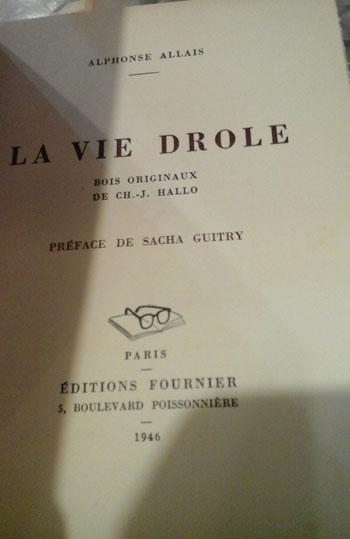 ALPHONSE ALLAIS
LA VIE DROLE
BOIS ORIGINAUX
DE CH.-J. HALLO
PRÉFACE DE SACHA GUITRY
PARIS
ÉDITIONS FOURNIER
5, BOULEVARD POISSONNIÈRE
1946